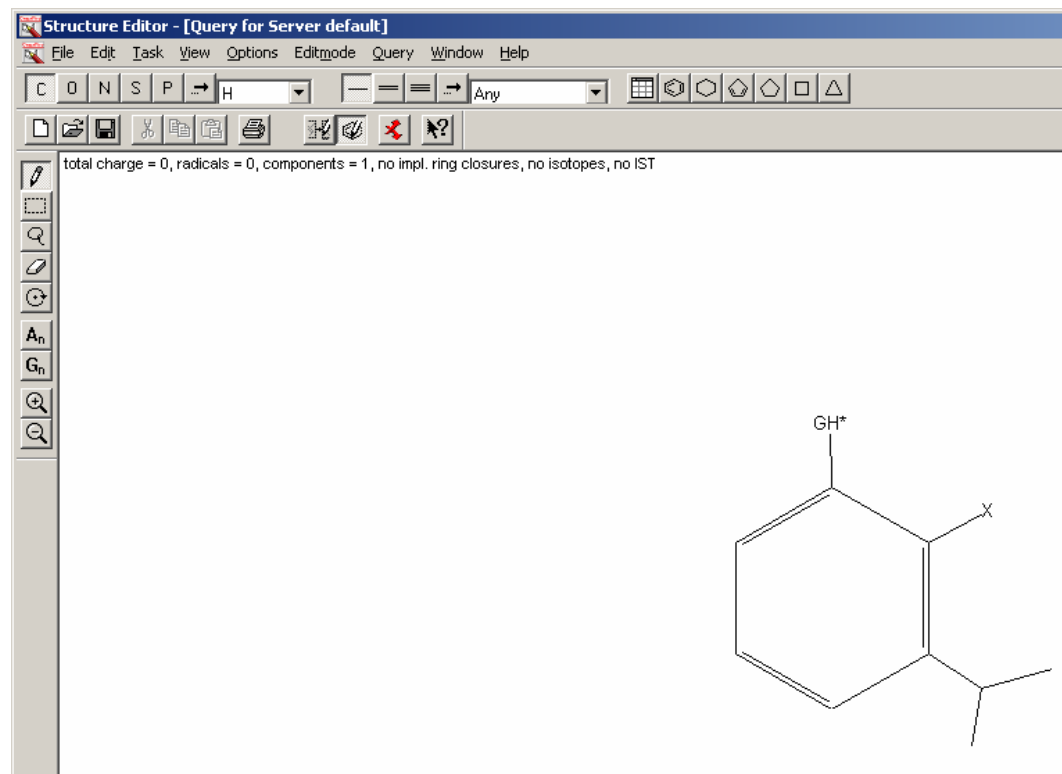 Structure Editor - [Query for Server default]
File Edit Task View Options Editmode Query Window Help
C O N S P H Any
?
total charge = 0, radicals = 0, components = 1, no impl. ring closures, no isotopes, no IST
An
Gn
GH*
X